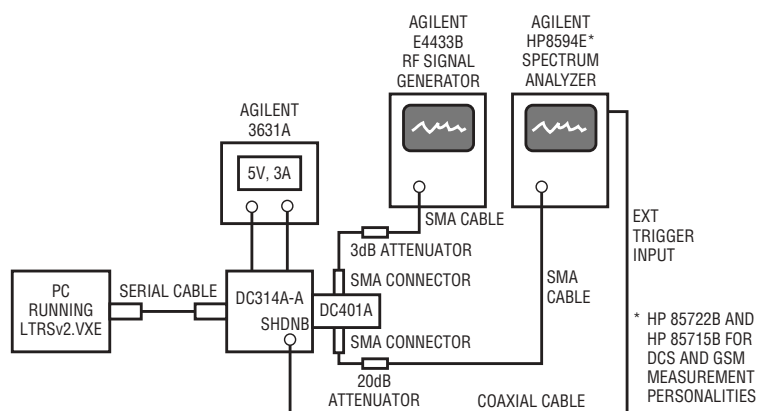 AGILENT
E4433B
RF SIGNAL
GENERATOR
AGILENT
HP8594E*
SPECTRUM
ANALYZER
AGILENT
3631A
5V, 3A
SMA CABLE
3dB ATTENUATOR
EXT
TRIGGER
INPUT
PC
RUNNING
LTRSv2.VXE
SERIAL CABLE
DC314A-A
SHDNB
SMA CONNECTOR
DC401A
SMA CONNECTOR
SMA
CABLE
20dB
ATTENUATOR
COAXIAL CABLE
* HP 85722B AND
HP 85715B FOR
DCS AND GSM
MEASUREMENT
PERSONALITIES